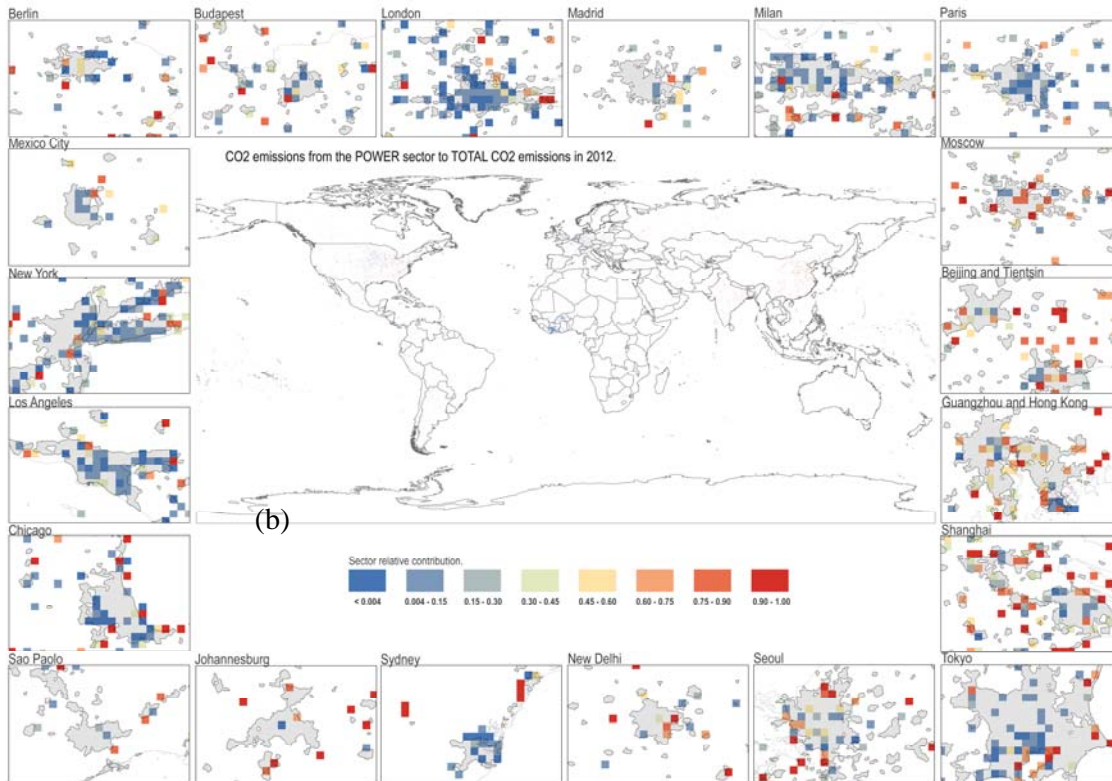 Berlin
Budapest
London
Madrid
Milan
Paris
Mexico City
CO2 emissions from the POWER sector to TOTAL CO2 emissions in 2012.
Moscow
New York
Beijing and Tientsin
Los Angeles
Guangzhou and Hong Kong
(b)
Chicago
Sector relative contribution.
Shanghai
< 0.004
0.004 - 0.15
0.15 - 0.30
0.30 - 0.45
0.45 - 0.60
0.60 - 0.75
0.75 - 0.90
0.90 - 1.00
Sao Paolo
Johannesburg
Sydney
New Delhi
Seoul
Tokyo